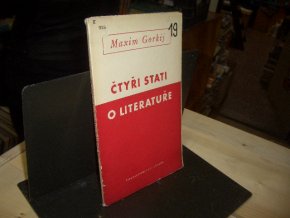 19
Maxim Gorkij
ČTYŘI STATI
O LITERATUŘE